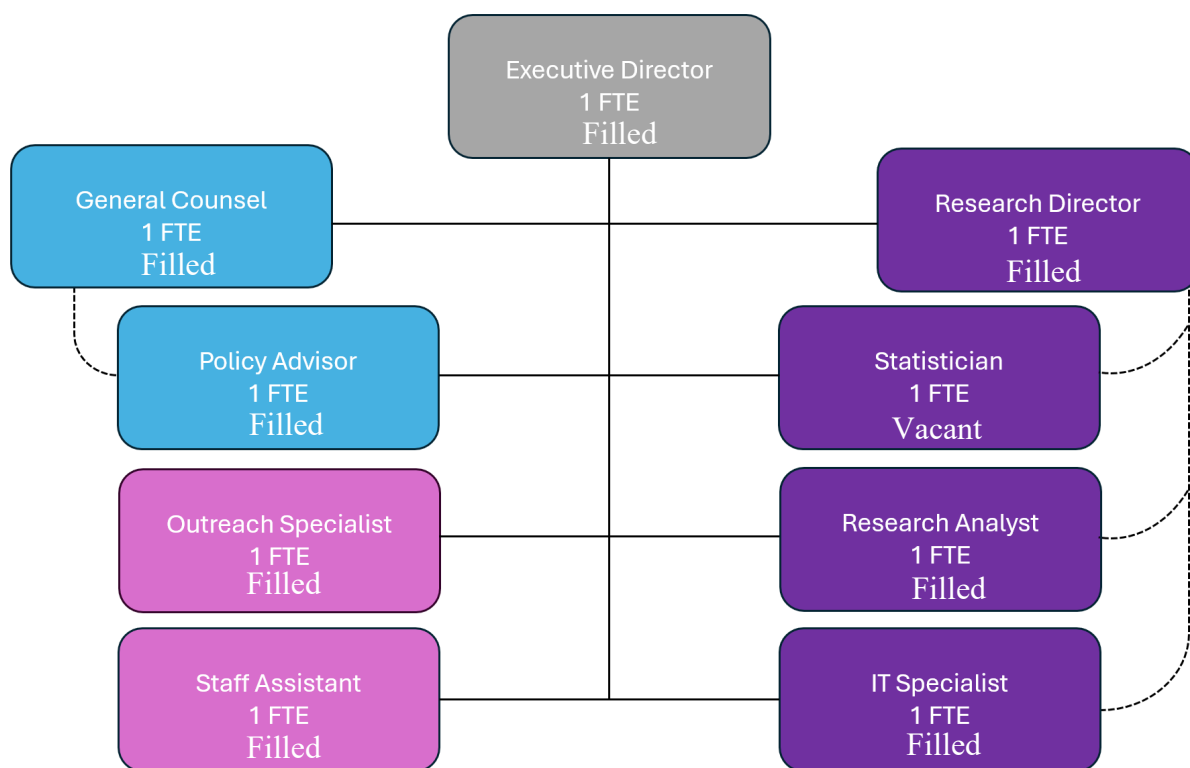 Executive Director
1 FTE
Filled
General Counsel
1 FTE
Filled
Research Director
1 FTE
Filled
Policy Advisor
1 FTE
Filled
Statistician
1 FTE
Vacant
Outreach Specialist
1 FTE
Filled
Research Analyst
1 FTE
Filled
Staff Assistant
1 FTE
Filled
IT Specialist
1 FTE
Filled